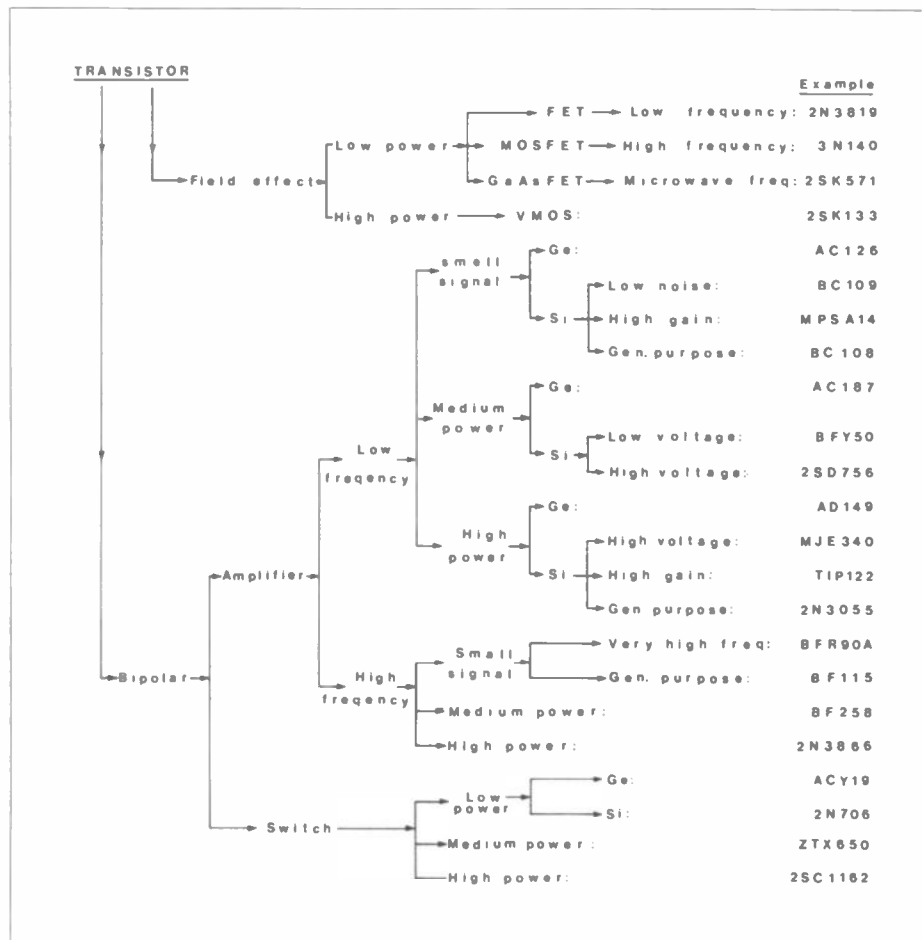 TRANSISTOR
Example
FET Low frequency: 2N3819
Low power MOSFET High frequency: 3N140
Field effect GaAsFET Microwave freq: 2SK571
High power VMOS: 2SK133
Ge: AC126
small signal
Low noise: BC109
Si High gain: MPSA14
Gen. purpose: BC108
Ge: AC187
Medium power
Low voltage: BFY50
Si
High voltage: 2SD756
Low freqency
Ge: AD149
High power
High voltage: MJE340
Si High gain: TIP122
Amplifier
Gen purpose: 2N3055
Very high freq: BFR90A
Small signal
Bipolar High freqency Gen. purpose: BF115
Medium power: BF258
High power: 2N3866
Ge: ACY19
Low power
Si: 2N706
Switch
Medium power: ZTX650
High power: 2SC1162